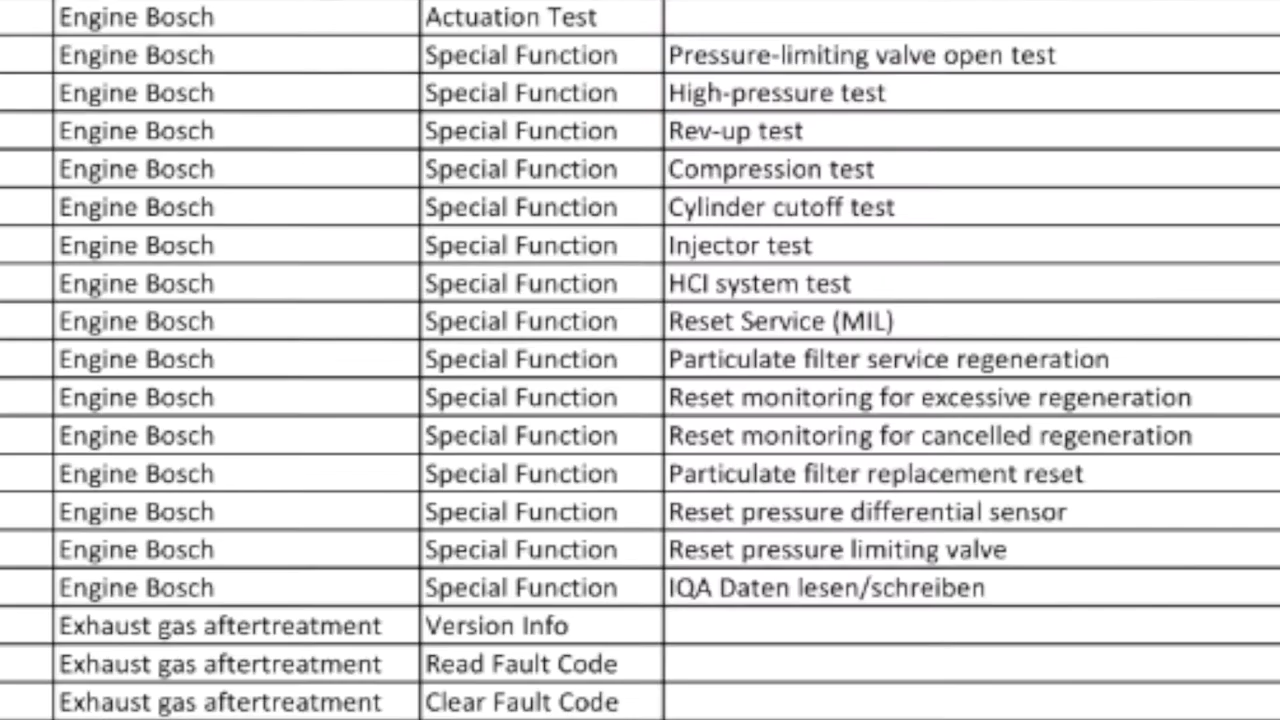 Engine Bosch Actuation Test
Engine Bosch Special Function Pressure-limiting valve open test
Engine Bosch Special Function High-pressure test
Engine Bosch Special Function Rev-up test
Engine Bosch Special Function Compression test
Engine Bosch Special Function Cylinder cutoff test
Engine Bosch Special Function Injector test
Engine Bosch Special Function HCI system test
Engine Bosch Special Function Reset Service (MIL)
Engine Bosch Special Function Particulate filter service regeneration
Engine Bosch Special Function Reset monitoring for excessive regeneration
Engine Bosch Special Function Reset monitoring for cancelled regeneration
Engine Bosch Special Function Particulate filter replacement reset
Engine Bosch Special Function Reset pressure differential sensor
Engine Bosch Special Function Reset pressure limiting valve
Engine Bosch Special Function IQA Daten lesen/schreiben
Exhaust gas aftertreatment Version Info
Exhaust gas aftertreatment Read Fault Code
Exhaust gas aftertreatment Clear Fault Code